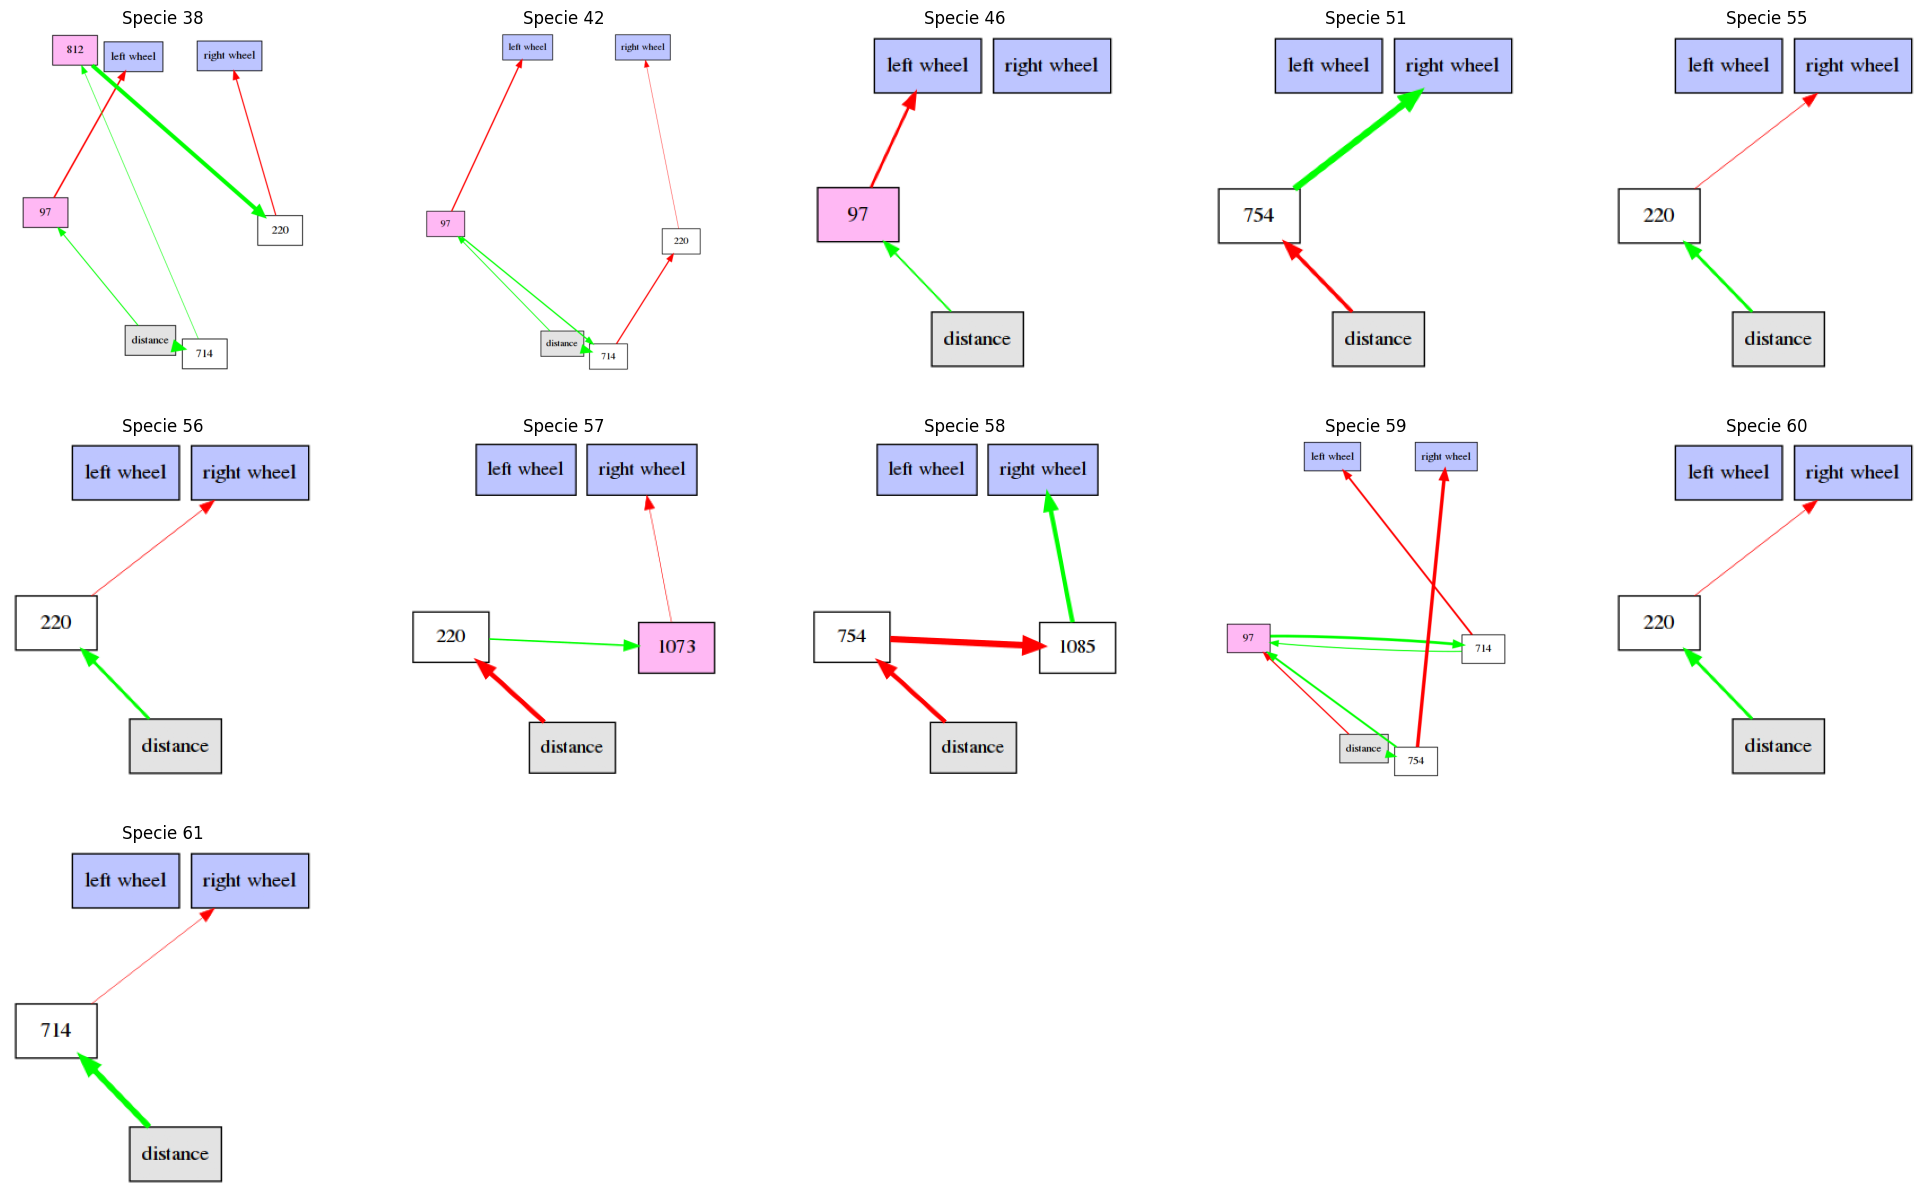 Specie 38
812
left wheel
right wheel
97
220
distance
714
Specie 42
left wheel
right wheel
97
220
distance
714
Specie 46
left wheel
right wheel
97
distance
Specie 51
left wheel
right wheel
754
distance
Specie 55
left wheel
right wheel
220
distance
Specie 56
left wheel
right wheel
220
distance
Specie 57
left wheel
right wheel
220
1073
distance
Specie 58
left wheel
right wheel
754
1085
distance
Specie 59
left wheel
right wheel
97
714
distance
754
Specie 60
left wheel
right wheel
220
distance
Specie 61
left wheel
right wheel
714
distance